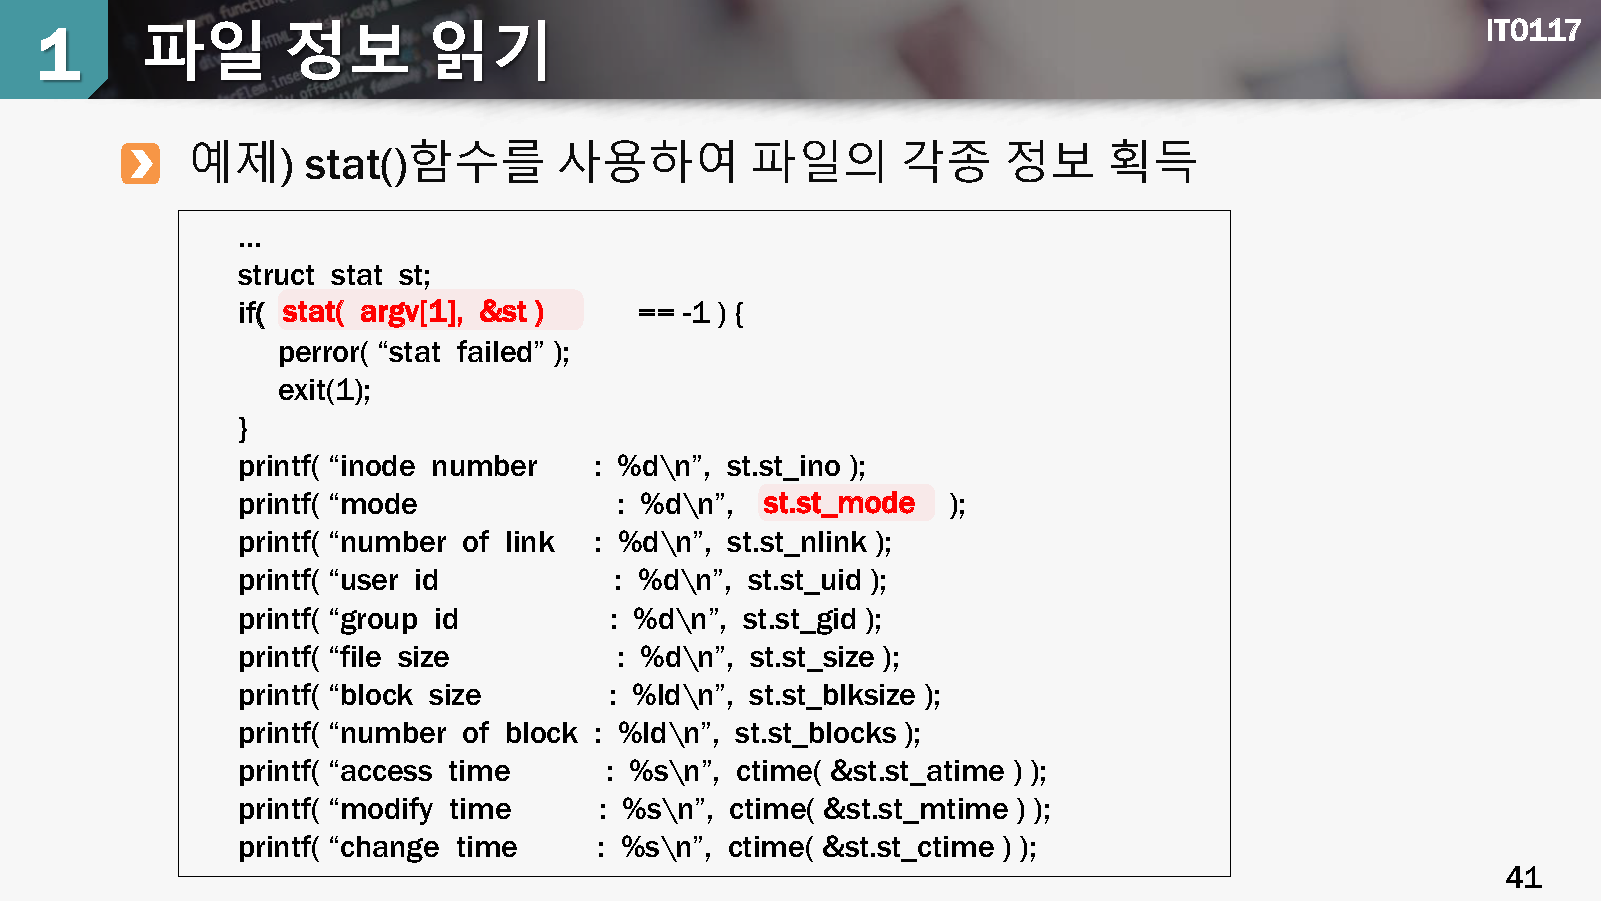 1 파일 정보 읽기
IT0117
예제) stat()함수를 사용하여 파일의 각종 정보 획득
...
struct stat st;
if( stat( argv[1], &st ) == -1 ) {
perror( “stat failed” );
exit(1);
}
printf( “inode number : %d\n”, st.st_ino );
printf( “mode : %d\n”, st.st_mode );
printf( “number of link : %d\n”, st.st_nlink );
printf( “user id : %d\n”, st.st_uid );
printf( “group id : %d\n”, st.st_gid );
printf( “file size : %d\n”, st.st_size );
printf( “block size : %ld\n”, st.st_blksize );
printf( “number of block : %ld\n”, st.st_blocks );
printf( “access time : %s\n”, ctime( &st.st_atime ) );
printf( “modify time : %s\n”, ctime( &st.st_mtime ) );
printf( “change time : %s\n”, ctime( &st.st_ctime ) );
41